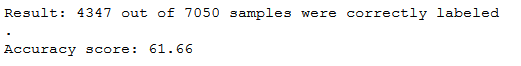 Result: 4347 out of 7050 samples were correctly labeled
.
Accuracy score: 61.66